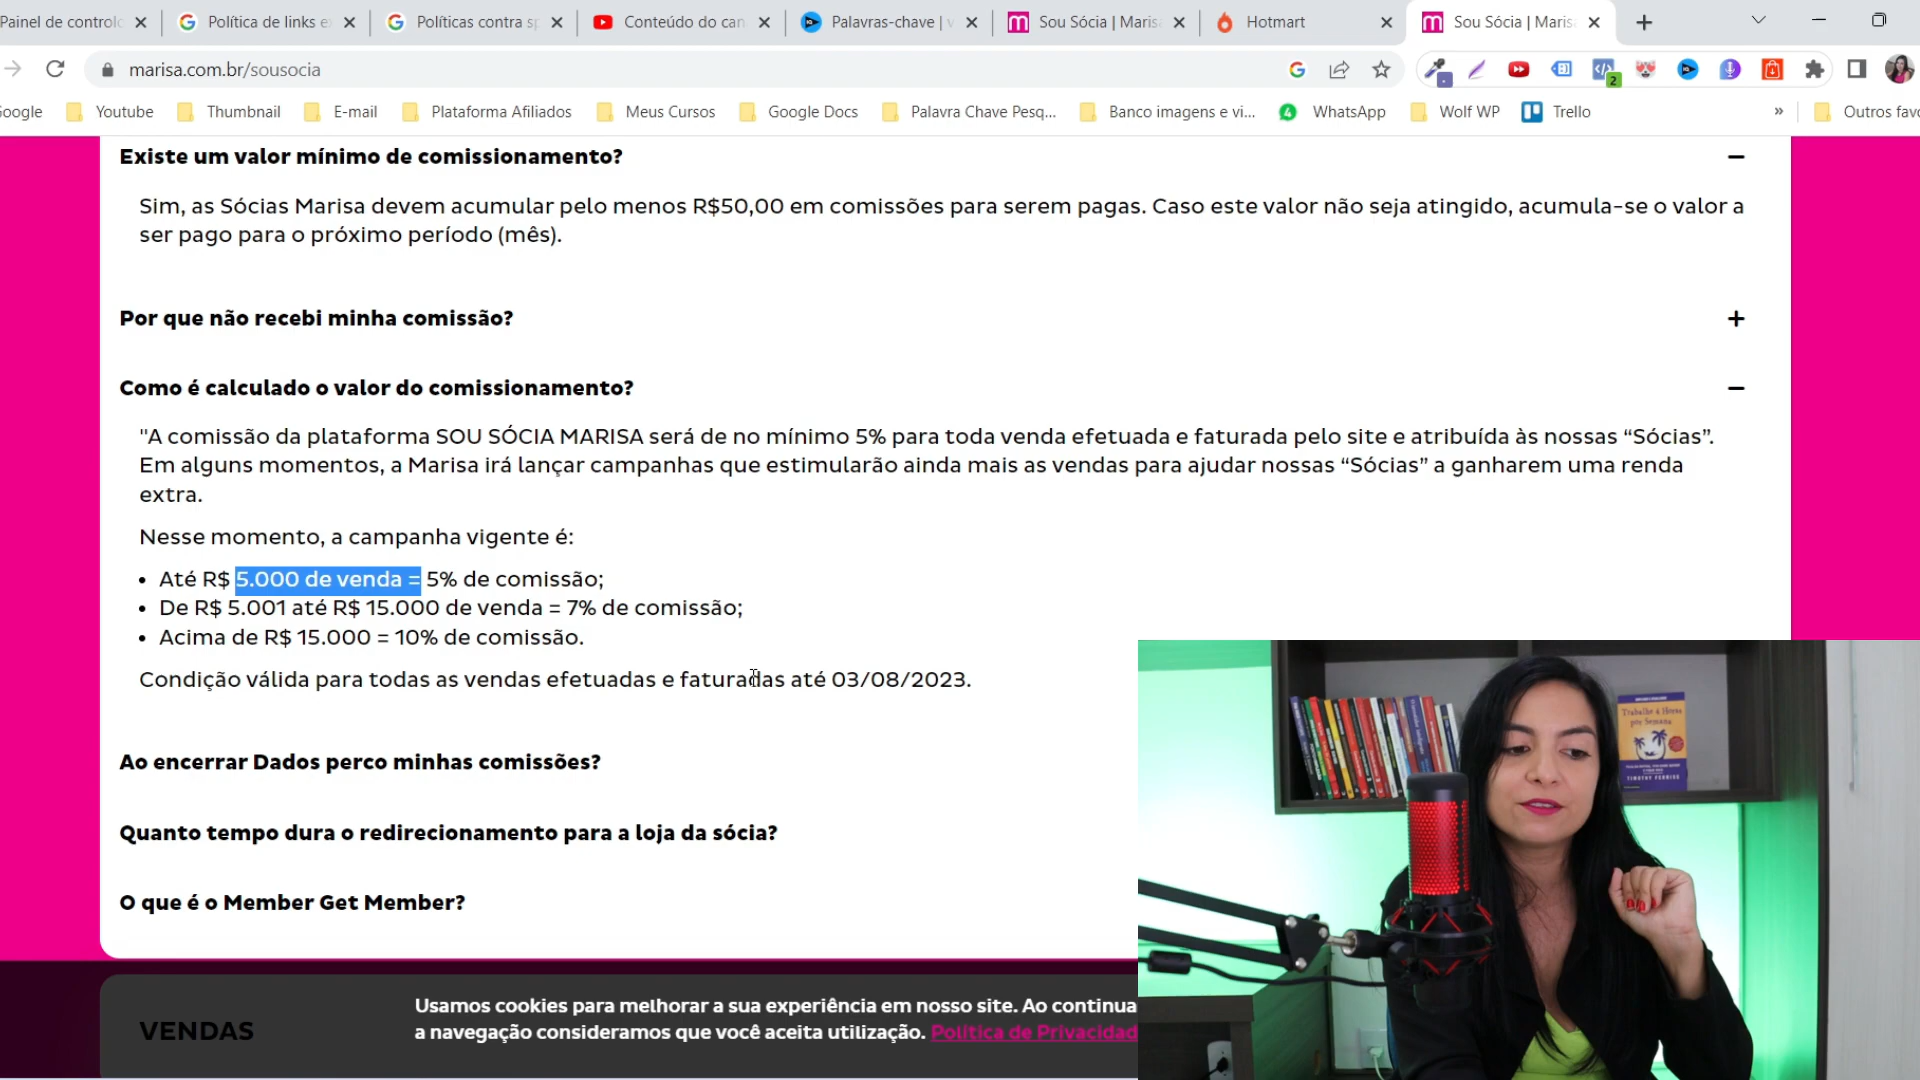 Painel de controlo
Política de links e
Políticas contra sp
Conteúdo do can
Palavras-chave | v
Sou Sócia | Maris
Hotmart
Sou Sócia | Maris
marisa.com.br/sousocia
2
oogle
Youtube
Thumbnail
E-mail
Plataforma Afiliados
Meus Cursos
Google Docs
Palavra Chave Pesq...
Banco imagens e vi...
4
WhatsApp
Wolf WP
Trello
»
Outros favo
Existe um valor mínimo de comissionamento?
Sim, as Sócias Marisa devem acumular pelo menos R$50,00 em comissões para serem pagas. Caso este valor não seja atingido, acumula-se o valor a
ser pago para o próximo período (mês).
Por que não recebi minha comissão?
Como é calculado o valor do comissionamento?
"A comissão da plataforma SOU SÓCIA MARISA será de no mínimo 5% para toda venda efetuada e faturada pelo site e atribuída às nossas “Sócias”.
Em alguns momentos, a Marisa irá lançar campanhas que estimularão ainda mais as vendas para ajudar nossas “Sócias” a ganharem uma renda
extra.
Nesse momento, a campanha vigente é:
• Até R$ 5.000 de venda = 5% de comissão;
• De R$ 5.001 até R$ 15.000 de venda = 7% de comissão;
• Acima de R$ 15.000 = 10% de comissão.
Condição válida para todas as vendas efetuadas e faturadas até 03/08/2023.
Ao encerrar Dados perco minhas comissões?
Quanto tempo dura o redirecionamento para a loja da sócia?
O que é o Member Get Member?
VENDAS
Usamos cookies para melhorar a sua experiência em nosso site. Ao continua
a navegação consideramos que você aceita utilização. Política de Privacidad
Trabalhe 4 Horas
por Semana
TIMOTHY FERRISS